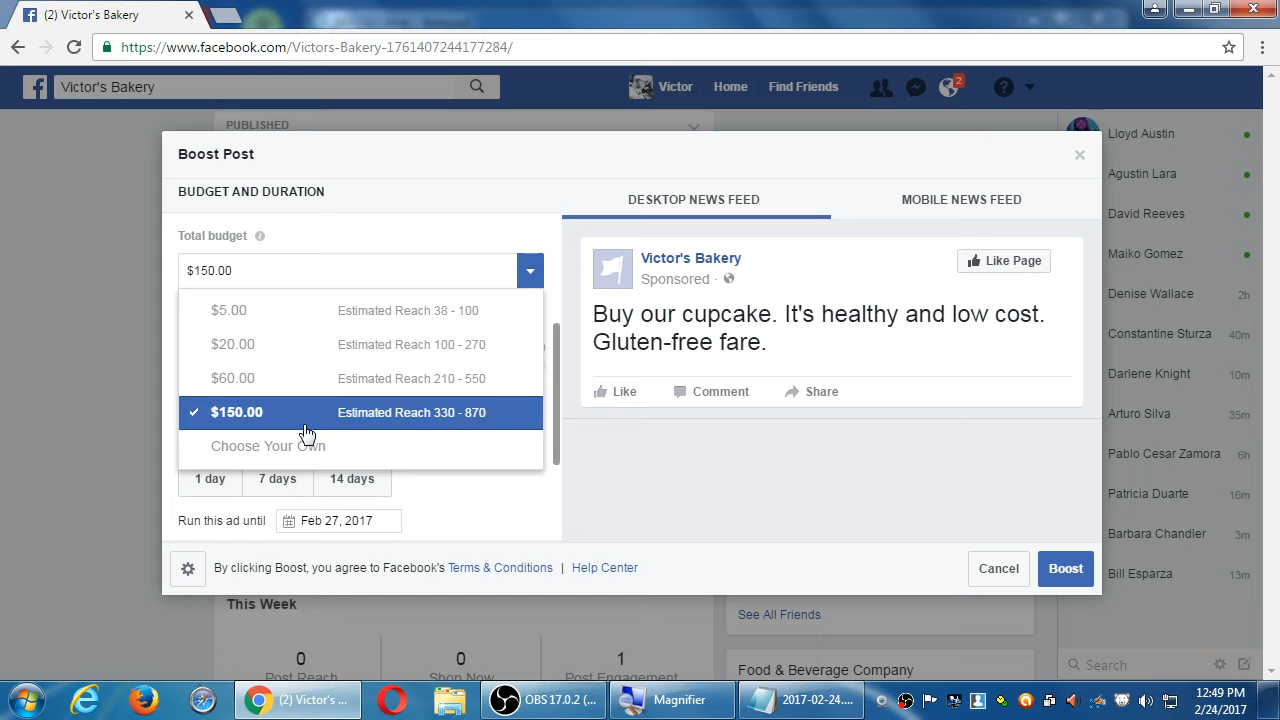 (2) Victor's Bakery
https://www.facebook.com/Victors-Bakery-1761407244177284/
Victor's Bakery
Victor
Home
Find Friends
2
PUBLISHED
Boost Post
BUDGET AND DURATION
Total budget
$150.00
$5.00 Estimated Reach 38 - 100
$20.00 Estimated Reach 100 - 270
$60.00 Estimated Reach 210 - 550
$150.00 Estimated Reach 330 - 870
Choose Your Own
1 day
7 days
14 days
Run this ad until
Feb 27, 2017
DESKTOP NEWS FEED
MOBILE NEWS FEED
Victor's Bakery
Sponsored ·
Like Page
Buy our cupcake. It's healthy and low cost.
Gluten-free fare.
Like
Comment
Share
By clicking Boost, you agree to Facebook's Terms & Conditions | Help Center
Cancel
Boost
This Week
0
0
1
Post Reach
Shop Now
Post Engagement
See All Friends
Food & Beverage Company
Lloyd Austin
Agustin Lara
David Reeves
Maiko Gomez
Denise Wallace 2h
Constantine Sturza 40m
Darlene Knight 10m
Arturo Silva 35m
Pablo Cesar Zamora 6h
Patricia Duarte 16m
Barbara Chandler 3m
Bill Esparza 13m
Search
(2) Victor's ...
OBS 17.0.2 (...
Magnifier
2017-02-24....
12:49 PM
2/24/2017